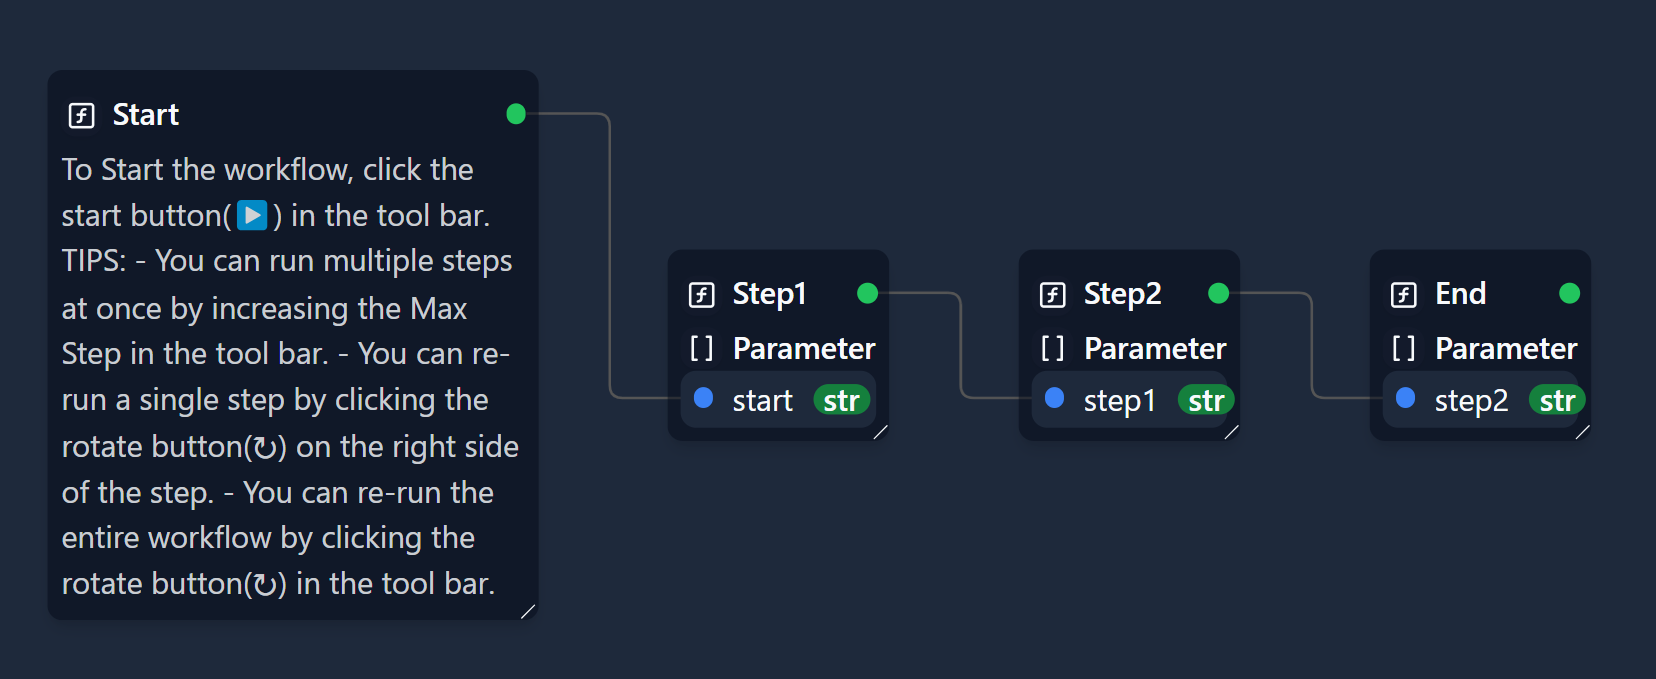 Start
To Start the workflow, click the
start button(▶️) in the tool bar.
TIPS: - You can run multiple steps
at once by increasing the Max
Step in the tool bar. - You can re-
run a single step by clicking the
rotate button(↻) on the right side
of the step. - You can re-run the
entire workflow by clicking the
rotate button(↻) in the tool bar.
Step1
[] Parameter
start str
Step2
[] Parameter
step1 str
End
[] Parameter
step2 str